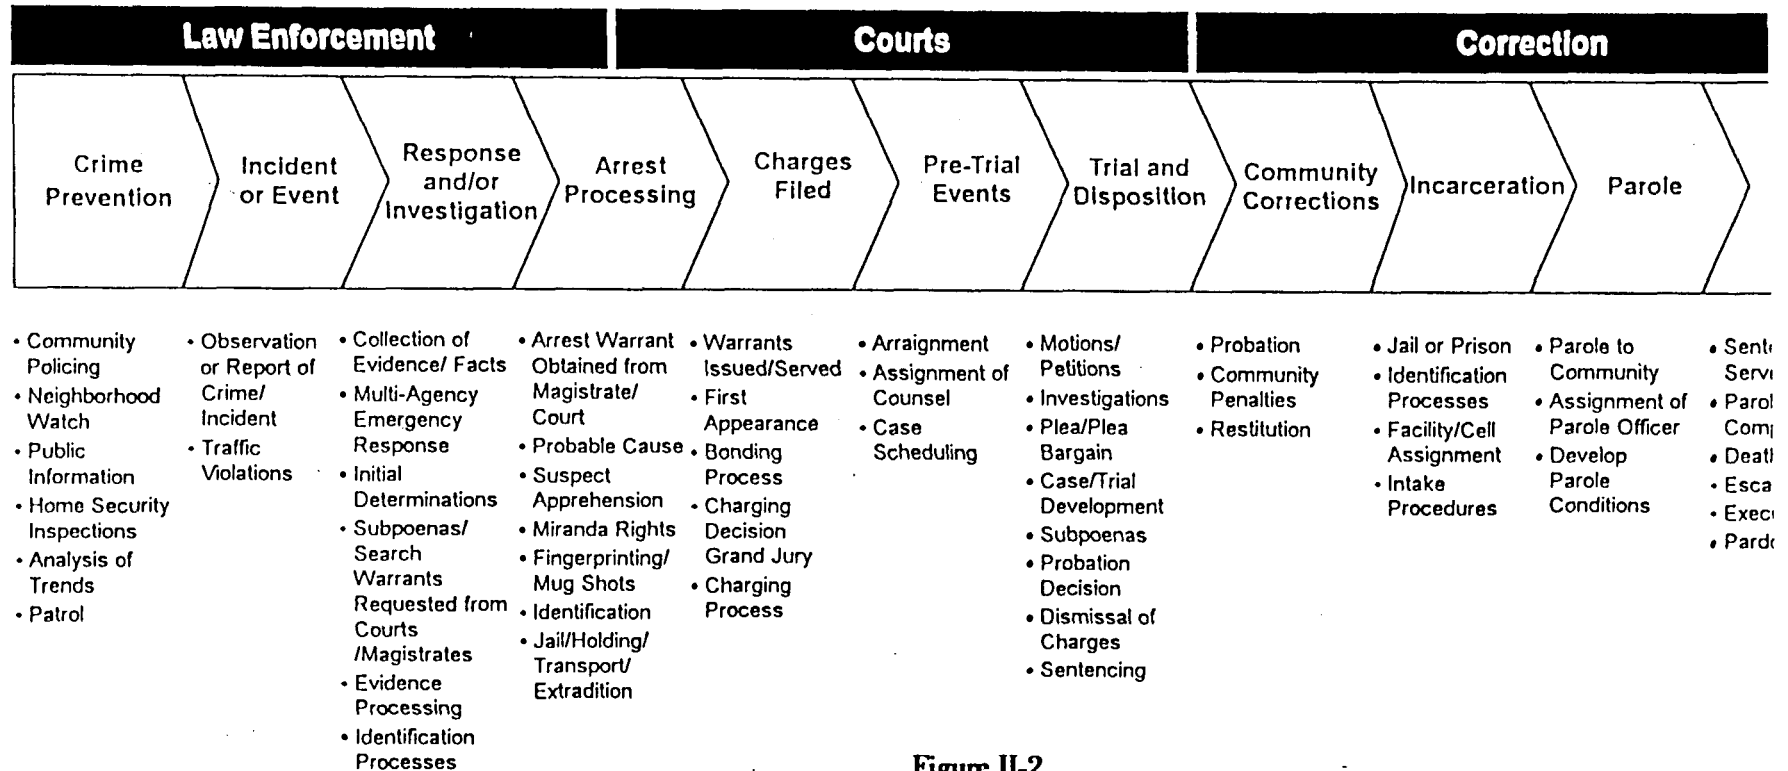 Law Enforcement
Courts
Correction
Crime
Prevention
Incident
or Event
Response
and/or
Investigation
Arrest
Processing
Charges
Filed
Pre-Trial
Events
Trial and
Disposition
Community
Corrections
Incarceration
Parole
• Community
Policing
• Neighborhood
Watch
• Public
Information
• Home Security
Inspections
• Analysis of
Trends
• Patrol
• Observation
or Report of
Crime/
Incident
• Traffic
Violations
• Collection of
Evidence/ Facts
• Multi-Agency
Emergency
Response
• Initial
Determinations
• Subpoenas/
Search
Warrants
Requested from
Courts
/Magistrates
• Evidence
Processing
• Identification
Processes
• Arrest Warrant
Obtained from
Magistrate/
Court
• Probable Cause
• Suspect
Apprehension
• Miranda Rights
• Fingerprinting/
Mug Shots
• Identification
• Jail/Holding/
Transport/
Extradition
• Warrants
Issued/Served
• First
Appearance
• Bonding
Process
• Charging
Decision
Grand Jury
• Charging
Process
• Arraignment
• Assignment of
Counsel
• Case
Scheduling
• Motions/
Petitions
• Investigations
• Plea/Plea
Bargain
• Case/Trial
Development
• Subpoenas
• Probation
Decision
• Dismissal of
Charges
• Sentencing
• Probation
• Community
Penalties
• Restitution
• Jail or Prison
• Identification
Processes
• Facility/Cell
Assignment
• Intake
Procedures
• Parole to
Community
• Assignment of
Parole Officer
• Develop
Parole
Conditions
Figure II-2